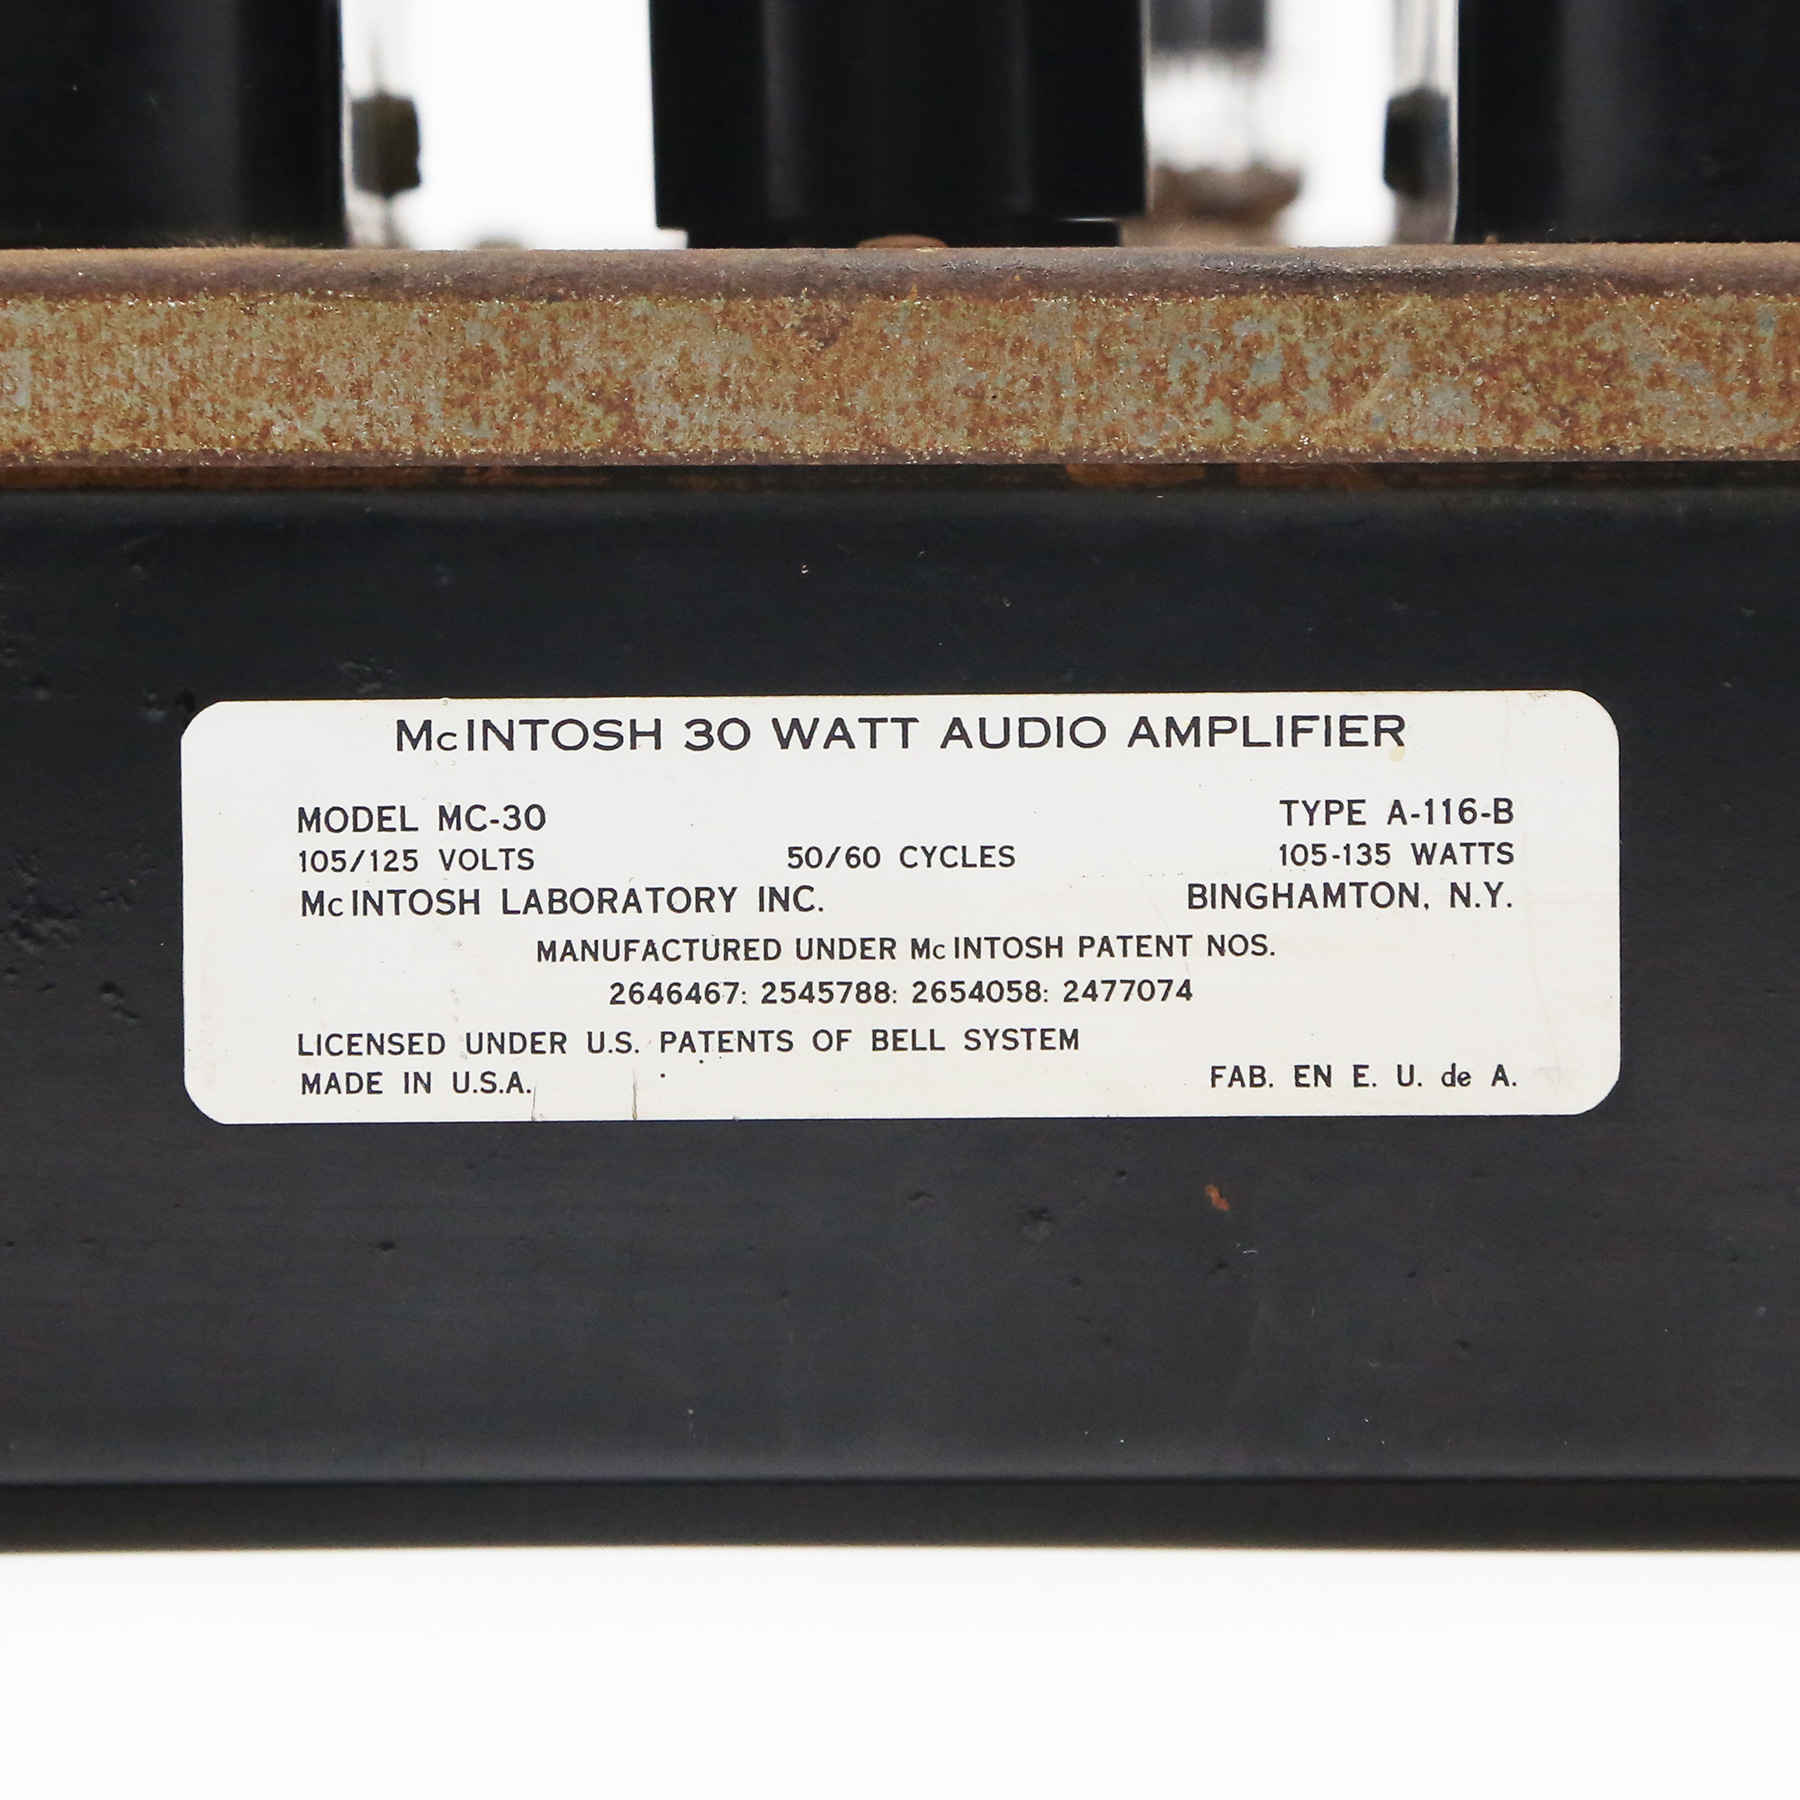 McINTOSH 30 WATT AUDIO AMPLIFIER
MODEL MC-30 TYPE A-116-B
105/125 VOLTS 50/60 CYCLES 105-135 WATTS
McINTOSH LABORATORY INC. BINGHAMTON, N.Y.
MANUFACTURED UNDER McINTOSH PATENT NOS.
2646467: 2545788: 2654058: 2477074
LICENSED UNDER U.S. PATENTS OF BELL SYSTEM
MADE IN U.S.A. FAB. EN E. U. de A.